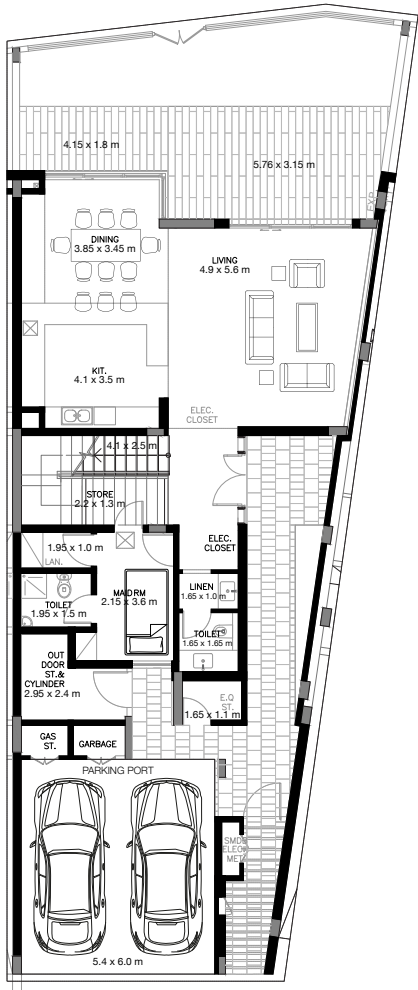 4.15 x 1.8 m
5.76 x 3.15 m
EXP.
DINING
3.85 x 3.45 m
LIVING
4.9 x 5.6 m
KIT.
4.1 x 3.5 m
ELEC.
CLOSET
4.1 x 2.5 m
STORE
2.2 x 1.3 m
ELEC.
CLOSET
1.95 x 1.0 m
LAN.
LINEN
1.65 x 1.0 m
MAID RM
2.15 x 3.6 m
TOILET
1.95 x 1.5 m
TOILET
1.65 x 1.65 m
OUT
DOOR
ST.&
CYLINDER
2.95 x 2.4 m
E.Q
ST.
1.65 x 1.1 m
GAS
ST.
GARBAGE
PARKING PORT
SMDB
ELEC.
MET.
5.4 x 6.0 m